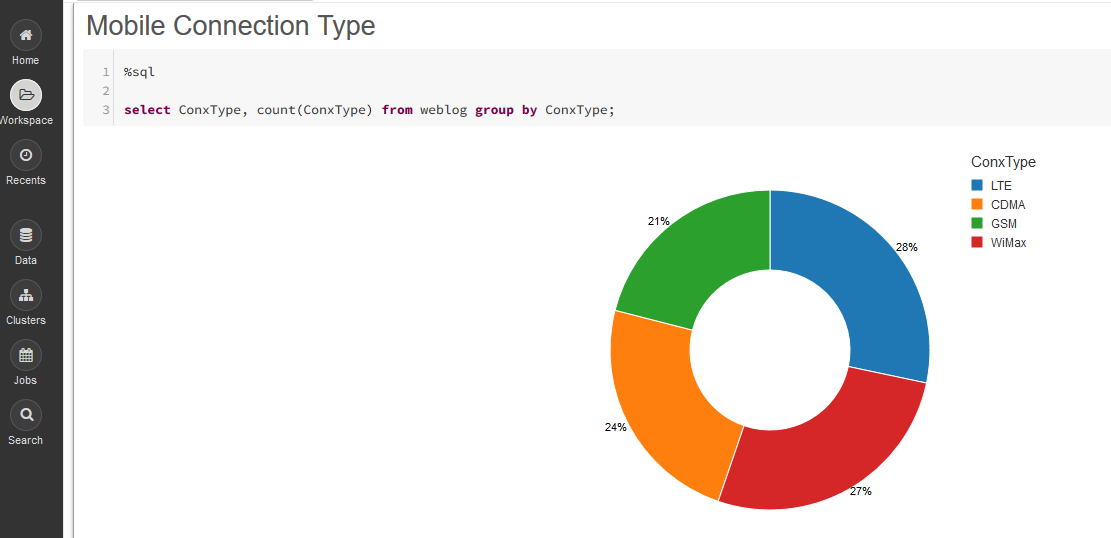 Mobile Connection Type
Home
Workspace
Recents
Data
Clusters
Jobs
Search
1 %sql
2
3 select ConxType, count(ConxType) from weblog group by ConxType;
ConxType
LTE
CDMA
GSM
WiMax
21%
28%
24%
27%